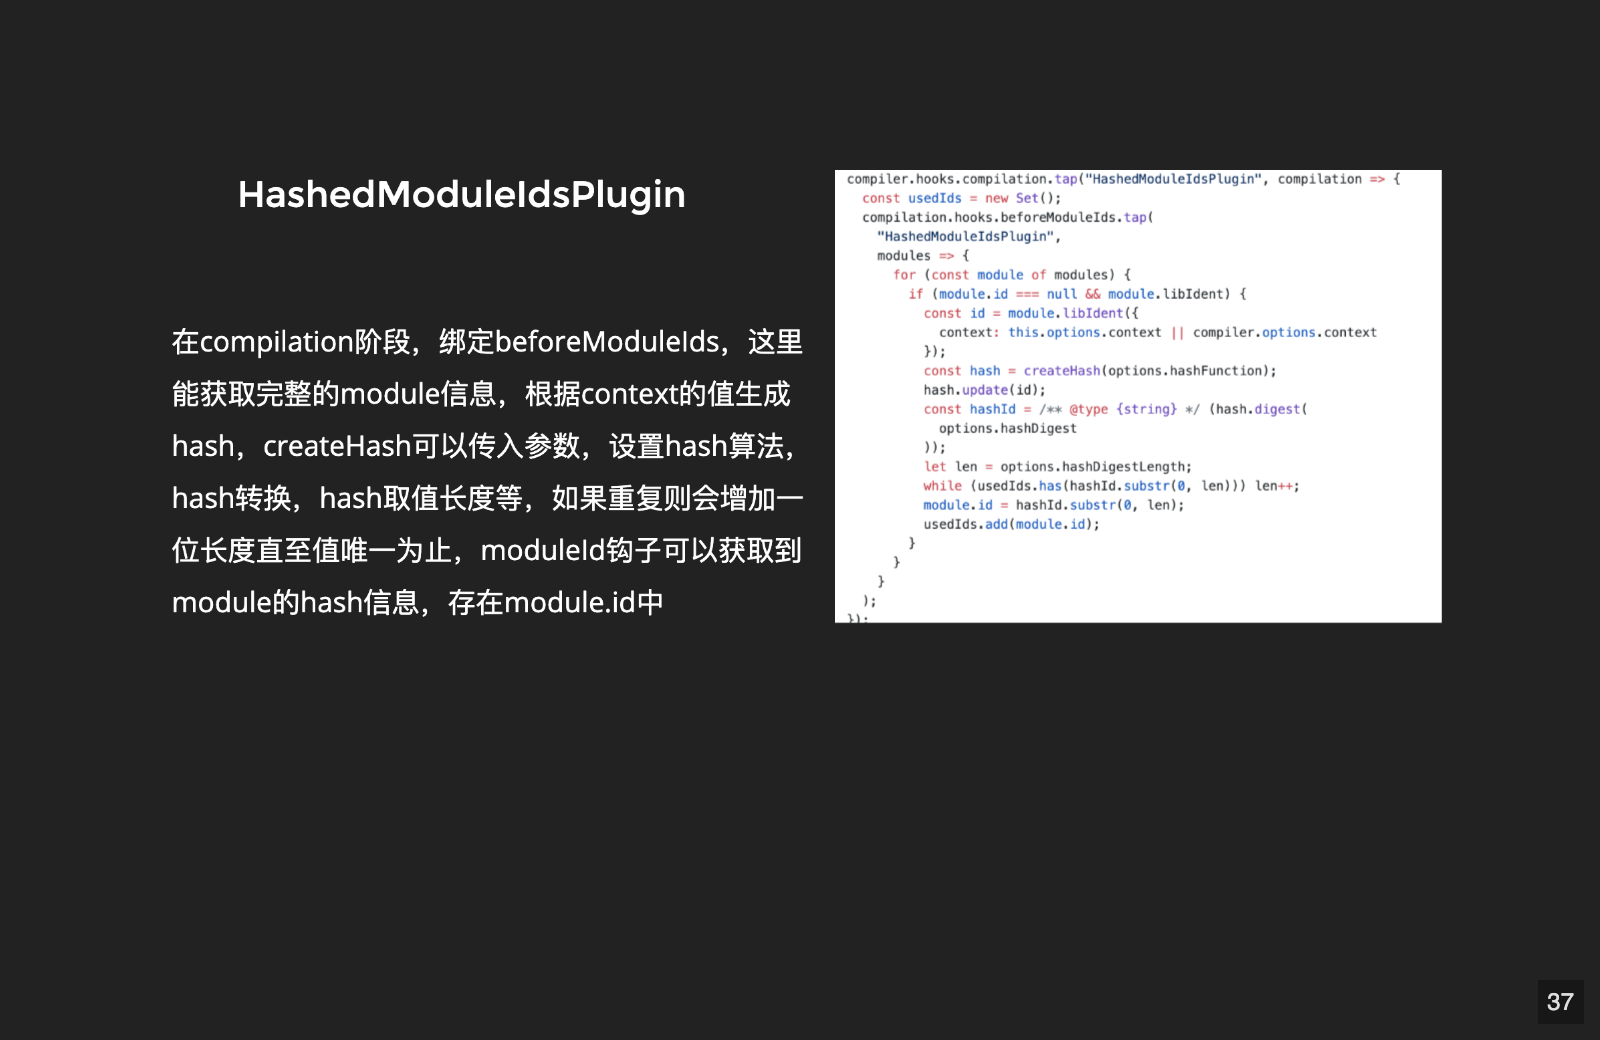 HashedModuleIdsPlugin
在compilation阶段，绑定beforeModuleIds，这里
能获取完整的module信息，根据context的值生成
hash，createHash可以传入参数，设置hash算法，
hash转换，hash取值长度等，如果重复则会增加一
位长度直至值唯一为止，moduleId钩子可以获取到
module的hash信息，存在module.id中
compiler.hooks.compilation.tap("HashedModuleIdsPlugin", compilation => {
  const usedIds = new Set();
  compilation.hooks.beforeModuleIds.tap(
    "HashedModuleIdsPlugin",
    modules => {
      for (const module of modules) {
        if (module.id === null && module.libIdent) {
          const id = module.libIdent({
            context: this.options.context || compiler.options.context
          });
          const hash = createHash(options.hashFunction);
          hash.update(id);
          const hashId = /** @type {string} */ (hash.digest(
            options.hashDigest
          ));
          let len = options.hashDigestLength;
          while (usedIds.has(hashId.substr(0, len))) len++;
          module.id = hashId.substr(0, len);
          usedIds.add(module.id);
        }
      }
    }
  );
});
37